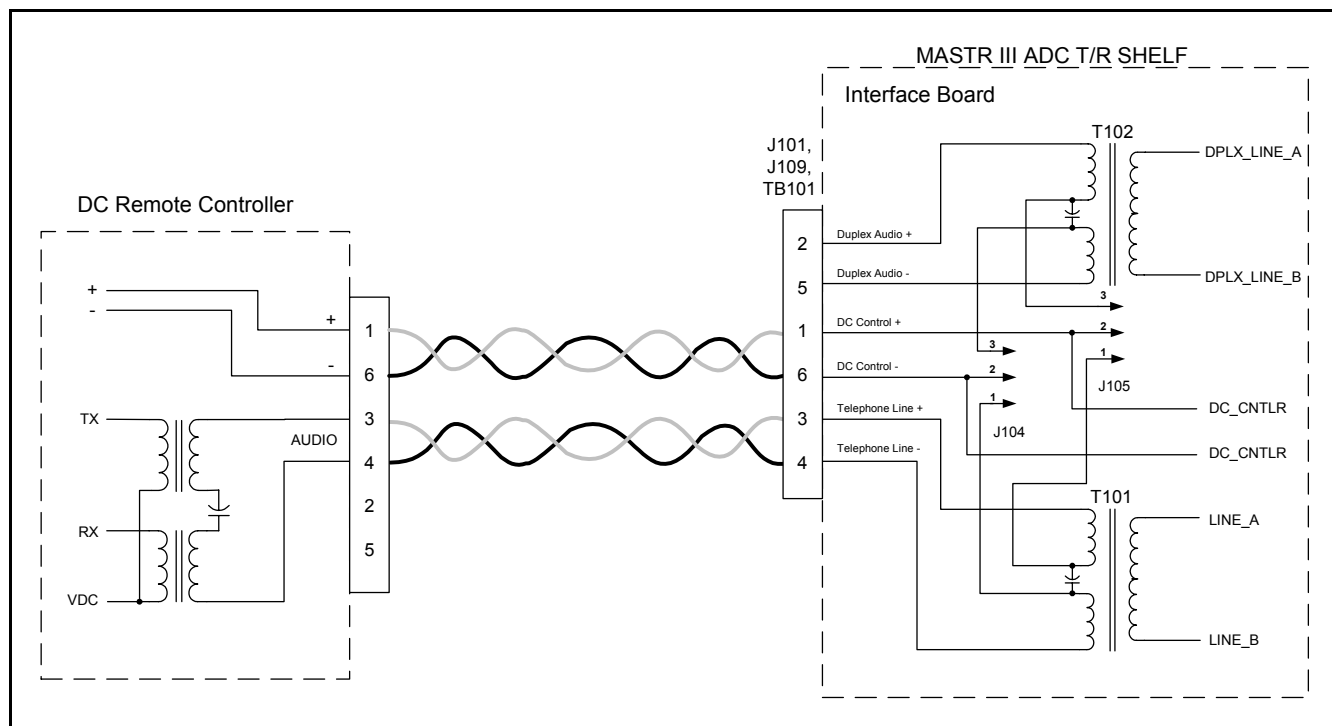 MASTR III ADC T/R SHELF
Interface Board
T102
J101,
J109,
TB101
DPLX_LINE_A
DC Remote Controller
2
Duplex Audio +
5
Duplex Audio -
DPLX_LINE_B
+
-
+
1
-
6
1
DC Control +
6
DC Control -
3
2
1
J105
3
2
1
J104
TX
3
AUDIO
4
2
5
3
Telephone Line +
4
Telephone Line -
DC_CNTLR
DC_CNTLR
T101
RX
VDC
LINE_A
LINE_B